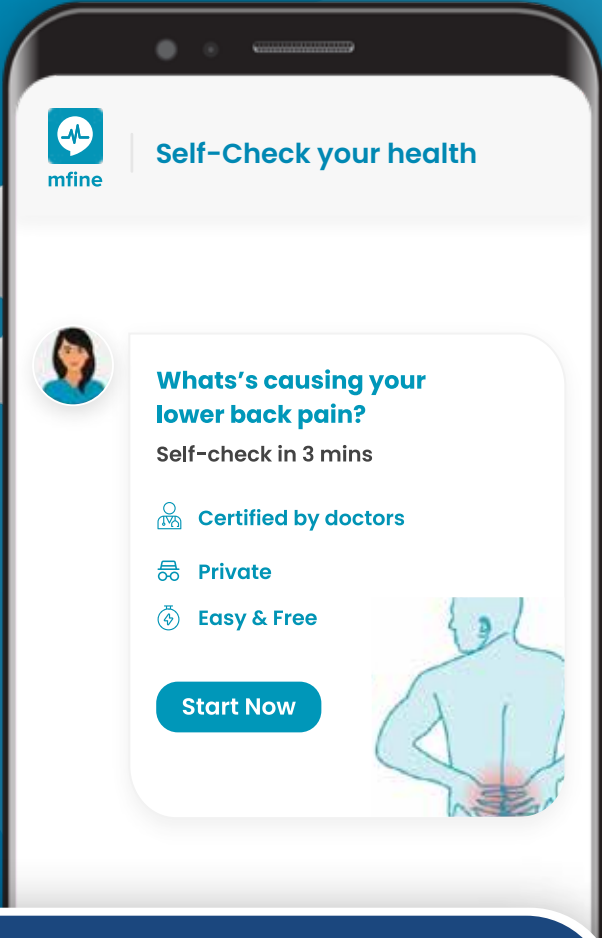 mfine
Self-Check your health
Whats's causing your
lower back pain?
Self-check in 3 mins
Certified by doctors
Private
Easy & Free
Start Now